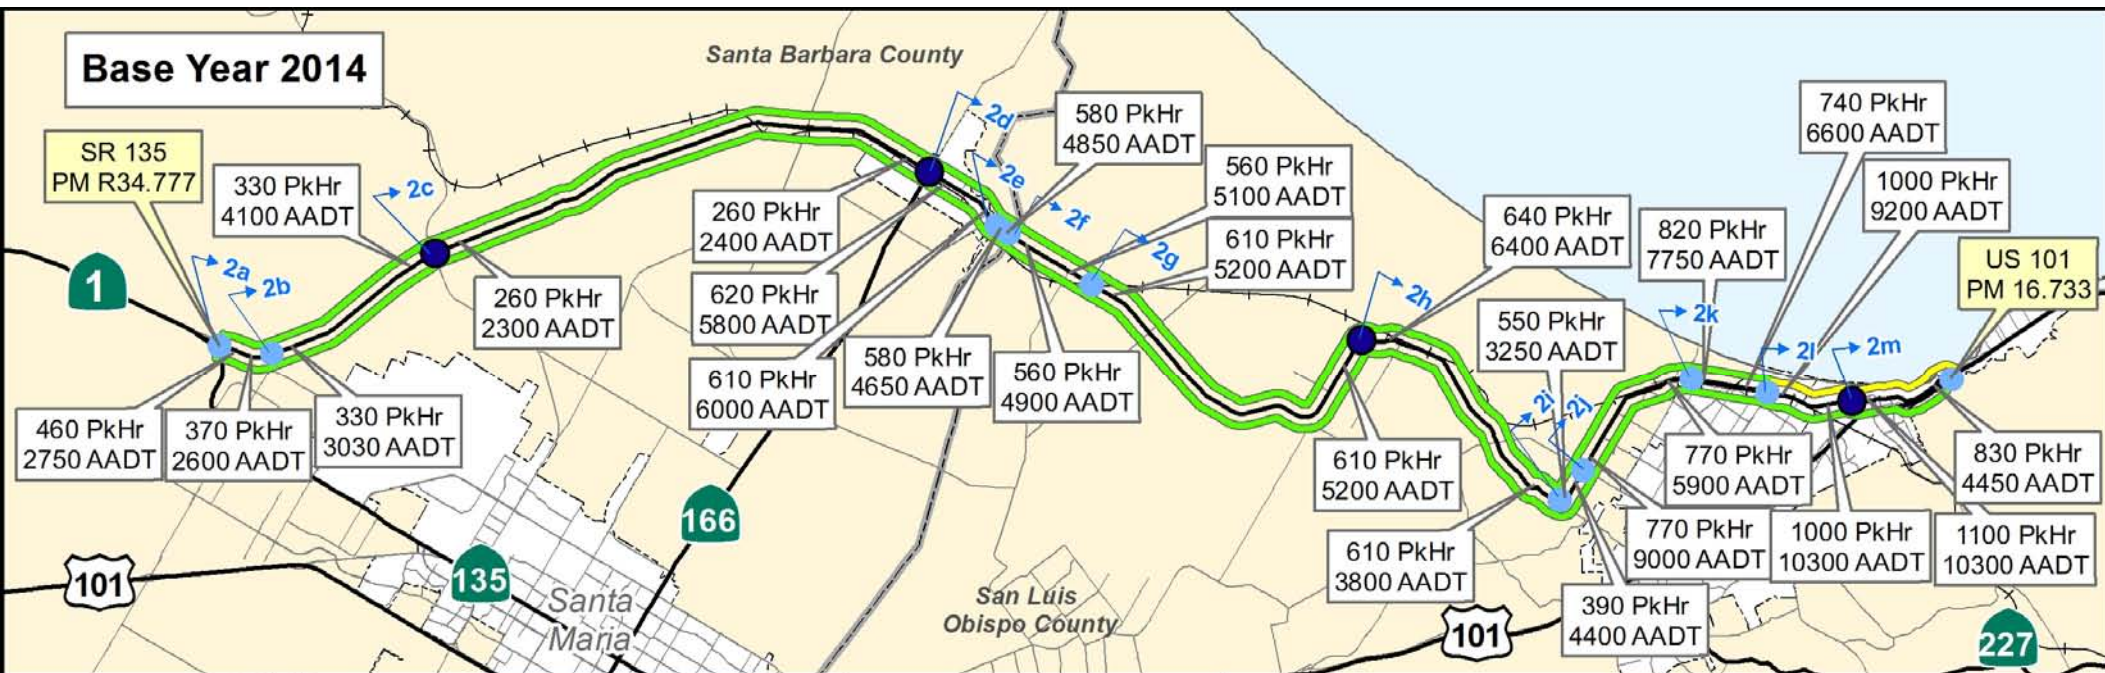 Base Year 2014
Santa Barbara County
SR 135
PM R34.777
330 PkHr
4100 AADT
2c
2a
2b
1
460 PkHr
2750 AADT
370 PkHr
2600 AADT
330 PkHr
3030 AADT
260 PkHr
2300 AADT
2d
2e
2f
2g
580 PkHr
4850 AADT
560 PkHr
5100 AADT
610 PkHr
5200 AADT
260 PkHr
2400 AADT
620 PkHr
5800 AADT
610 PkHr
6000 AADT
580 PkHr
4650 AADT
560 PkHr
4900 AADT
2h
640 PkHr
6400 AADT
550 PkHr
3250 AADT
2i
2j
610 PkHr
5200 AADT
610 PkHr
3800 AADT
390 PkHr
4400 AADT
770 PkHr
9000 AADT
770 PkHr
5900 AADT
820 PkHr
7750 AADT
2k
740 PkHr
6600 AADT
1000 PkHr
9200 AADT
2l
2m
US 101
PM 16.733
830 PkHr
4450 AADT
1000 PkHr
10300 AADT
1100 PkHr
10300 AADT
101
135
166
Santa
Maria
San Luis
Obispo County
101
227